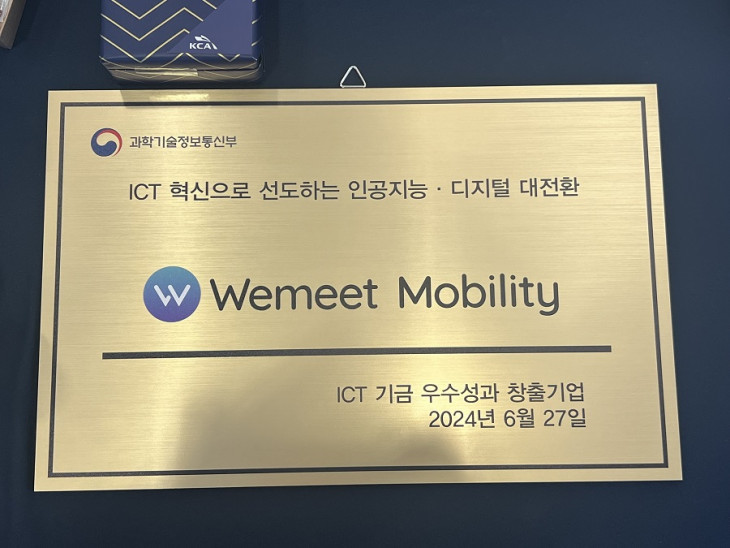 KCA
과학기술정보통신부
ICT 혁신으로 선도하는 인공지능 · 디지털 대전환
W Wemeet Mobility
ICT 기금 우수성과 창출기업
2024년 6월 27일